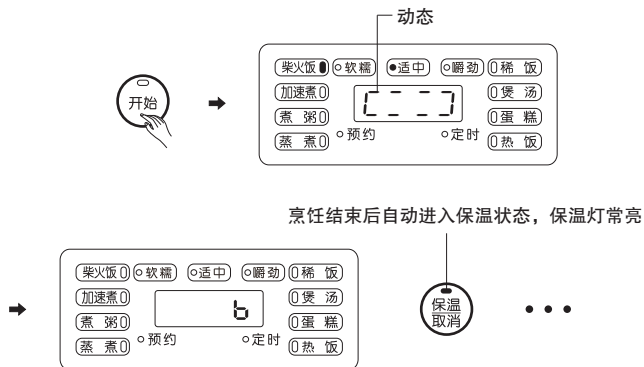 动态
柴火饭 软糯 适中 嚼劲 稀 饭
加速煮 煲 汤
开始
煮 粥 蛋 糕
蒸 煮 预约 定时 热 饭
烹饪结束后自动进入保温状态，保温灯常亮
柴火饭 软糯 适中 嚼劲 稀 饭
加速煮 煲 汤
b
保温
取消
煮 粥 蛋 糕
蒸 煮 预约 定时 热 饭